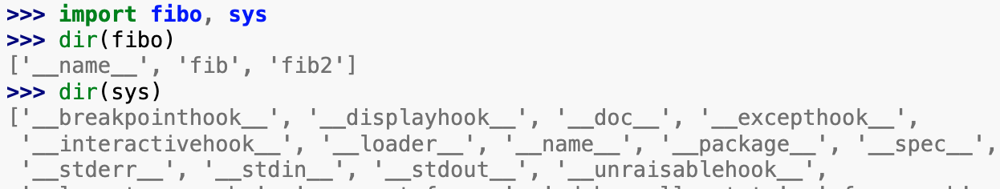 >>> import fibo, sys
>>> dir(fibo)
['__name__', 'fib', 'fib2']
>>> dir(sys)
['__breakpointhook__', '__displayhook__', '__doc__', '__excepthook__',
 '__interactivehook__', '__loader__', '__name__', '__package__', '__spec__',
 '__stderr__', '__stdin__', '__stdout__', '__unraisablehook__',